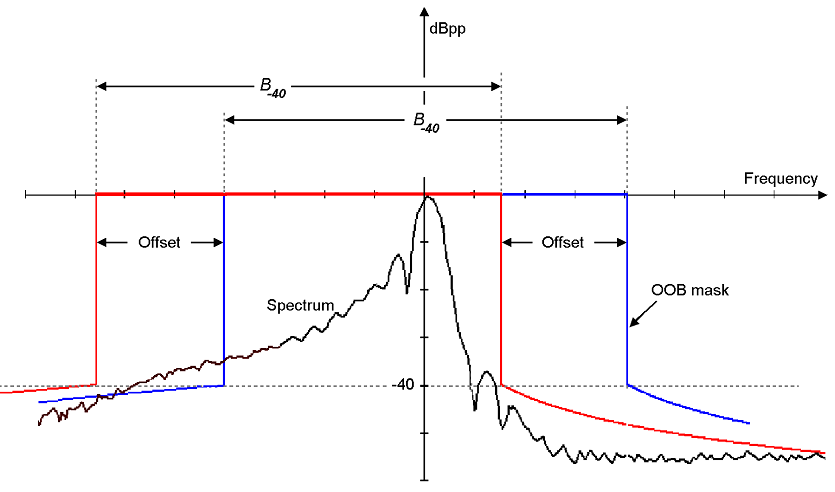 dBpp
B-40
B-40
Frequency
Offset
Offset
OOB mask
Spectrum
-40